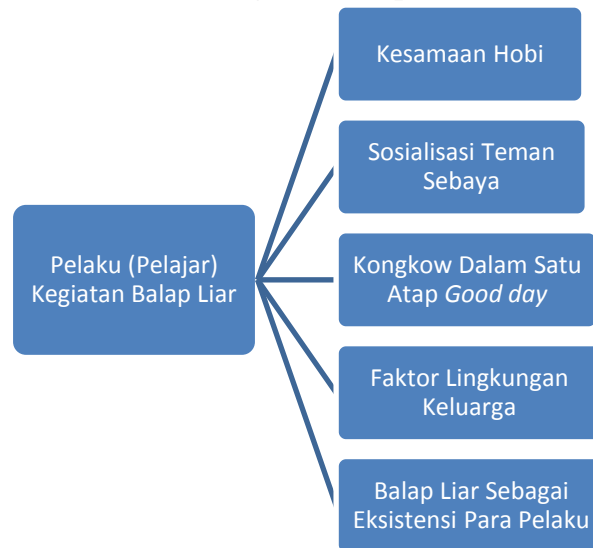 Kesamaan Hobi
Sosialisasi Teman
Sebaya
Pelaku (Pelajar)
Kegiatan Balap Liar
Kongkow Dalam Satu
Atap Good day
Faktor Lingkungan
Keluarga
Balap Liar Sebagai
Eksistensi Para Pelaku